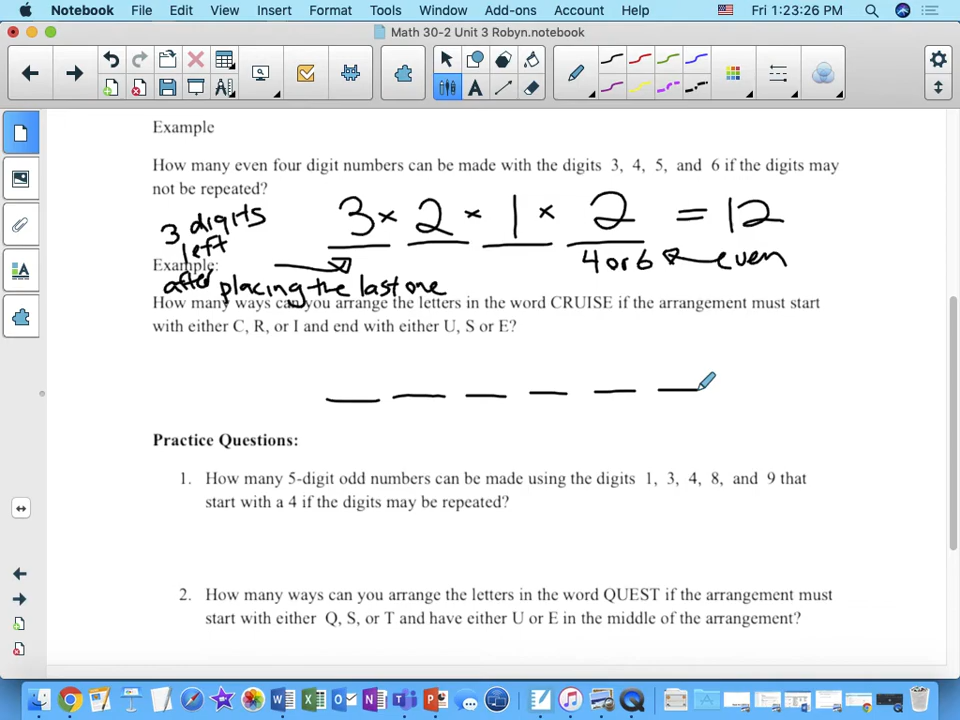 Notebook File Edit View Insert Format Tools Window Add-ons Account Help Fri 1:23:26 PM
Math 30-2 Unit 3 Robyn.notebook
Example
How many even four digit numbers can be made with the digits 3, 4, 5, and 6 if the digits may
not be repeated?
3 × 2 × 1 × 2 = 12
4 or 6 even
3 digits
left
after placing the last one
Example:
How many ways can you arrange the letters in the word CRUISE if the arrangement must start
with either C, R, or I and end with either U, S or E?
Practice Questions:
1. How many 5-digit odd numbers can be made using the digits 1, 3, 4, 8, and 9 that
start with a 4 if the digits may be repeated?
2. How many ways can you arrange the letters in the word QUEST if the arrangement must
start with either Q, S, or T and have either U or E in the middle of the arrangement?